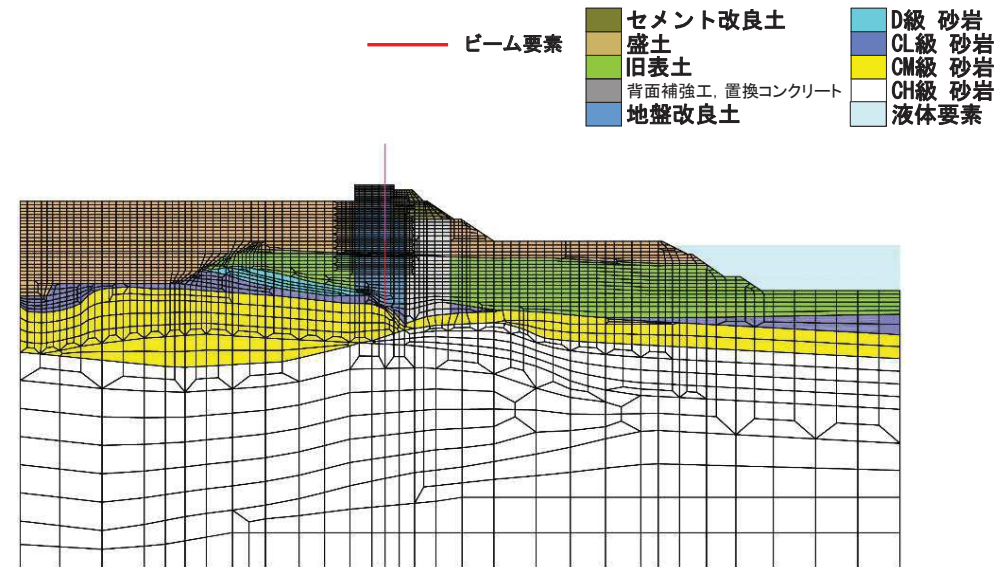 ビーム要素
セメント改良土
盛土
旧表土
背面補強工, 置換コンクリート
地盤改良土
D級 砂岩
CL級 砂岩
CM級 砂岩
CH級 砂岩
液体要素